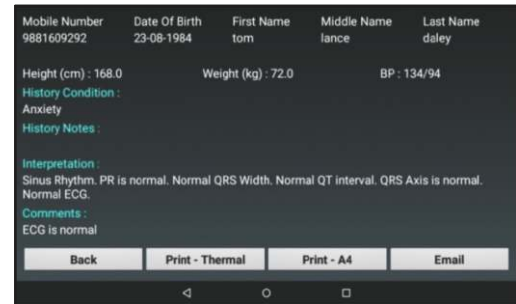 Mobile Number Date Of Birth First Name Middle Name Last Name
9881609292 23-08-1984 tom lance daley
Height (cm) : 168.0 Weight (kg) : 72.0 BP : 134/94
History Condition :
Anxiety
History Notes :
Interpretation :
Sinus Rhythm. PR is normal. Normal QRS Width. Normal QT interval. QRS Axis is normal.
Normal ECG.
Comments :
ECG is normal
Back Print - Thermal Print - A4 Email